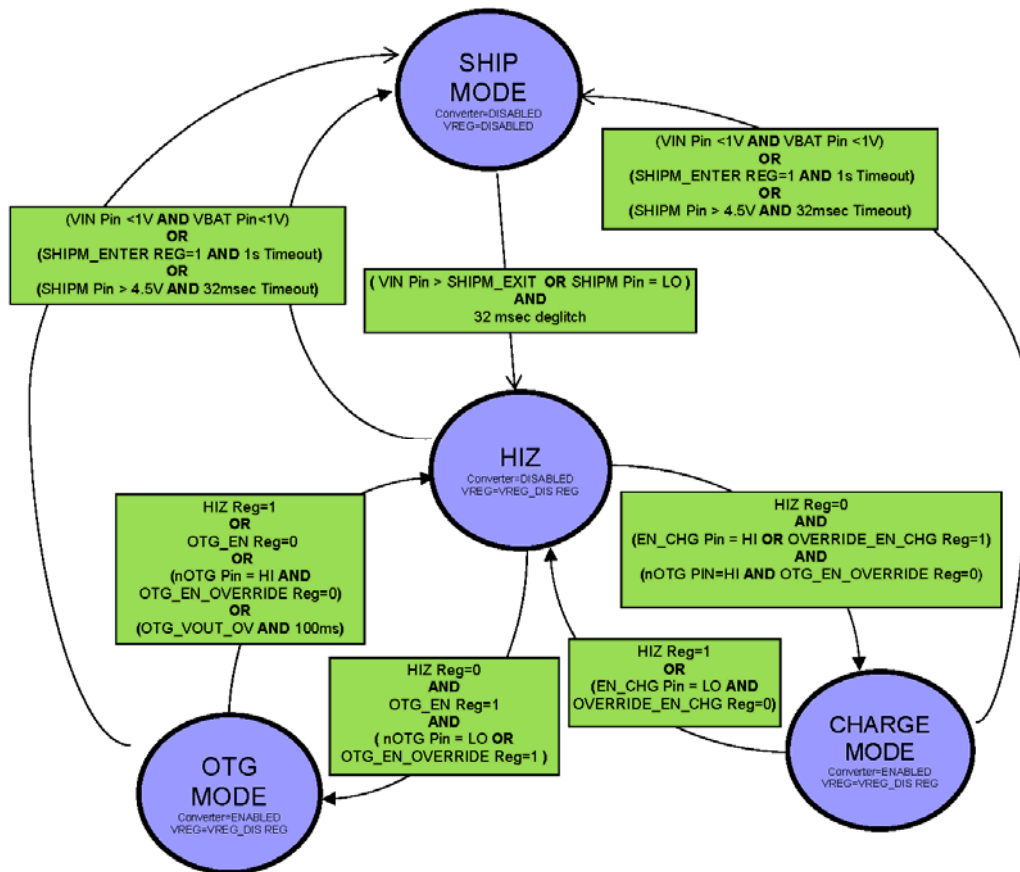 SHIP
MODE
Converter=DISABLED
VREG=DISABLED
(VIN Pin <1V AND VBAT Pin <1V)
OR
(SHIPM_ENTER REG=1 AND 1s Timeout)
OR
(SHIPM Pin > 4.5V AND 32msec Timeout)
(VIN Pin <1V AND VBAT Pin<1V)
OR
(SHIPM_ENTER REG=1 AND 1s Timeout)
OR
(SHIPM Pin > 4.5V AND 32msec Timeout)
( VIN Pin > SHIPM_EXIT OR SHIPM Pin = LO )
AND
32 msec deglitch
HIZ
Converter=DISABLED
VREG=VREG_DIS REG
HIZ Reg=1
OR
OTG_EN Reg=0
OR
(nOTG Pin = HI AND
OTG_EN_OVERRIDE Reg=0)
OR
(OTG_VOUT_OV AND 100ms)
HIZ Reg=0
AND
(EN_CHG Pin = HI OR OVERRIDE_EN_CHG Reg=1)
AND
(nOTG PIN=HI AND OTG_EN_OVERRIDE Reg=0)
HIZ Reg=0
AND
OTG_EN Reg=1
AND
( nOTG Pin = LO OR
OTG_EN_OVERRIDE Reg=1 )
HIZ Reg=1
OR
(EN_CHG Pin = LO AND
OVERRIDE_EN_CHG Reg=0)
OTG
MODE
Converter=ENABLED
VREG=VREG_DIS REG
CHARGE
MODE
Converter=ENABLED
VREG=VREG_DIS REG